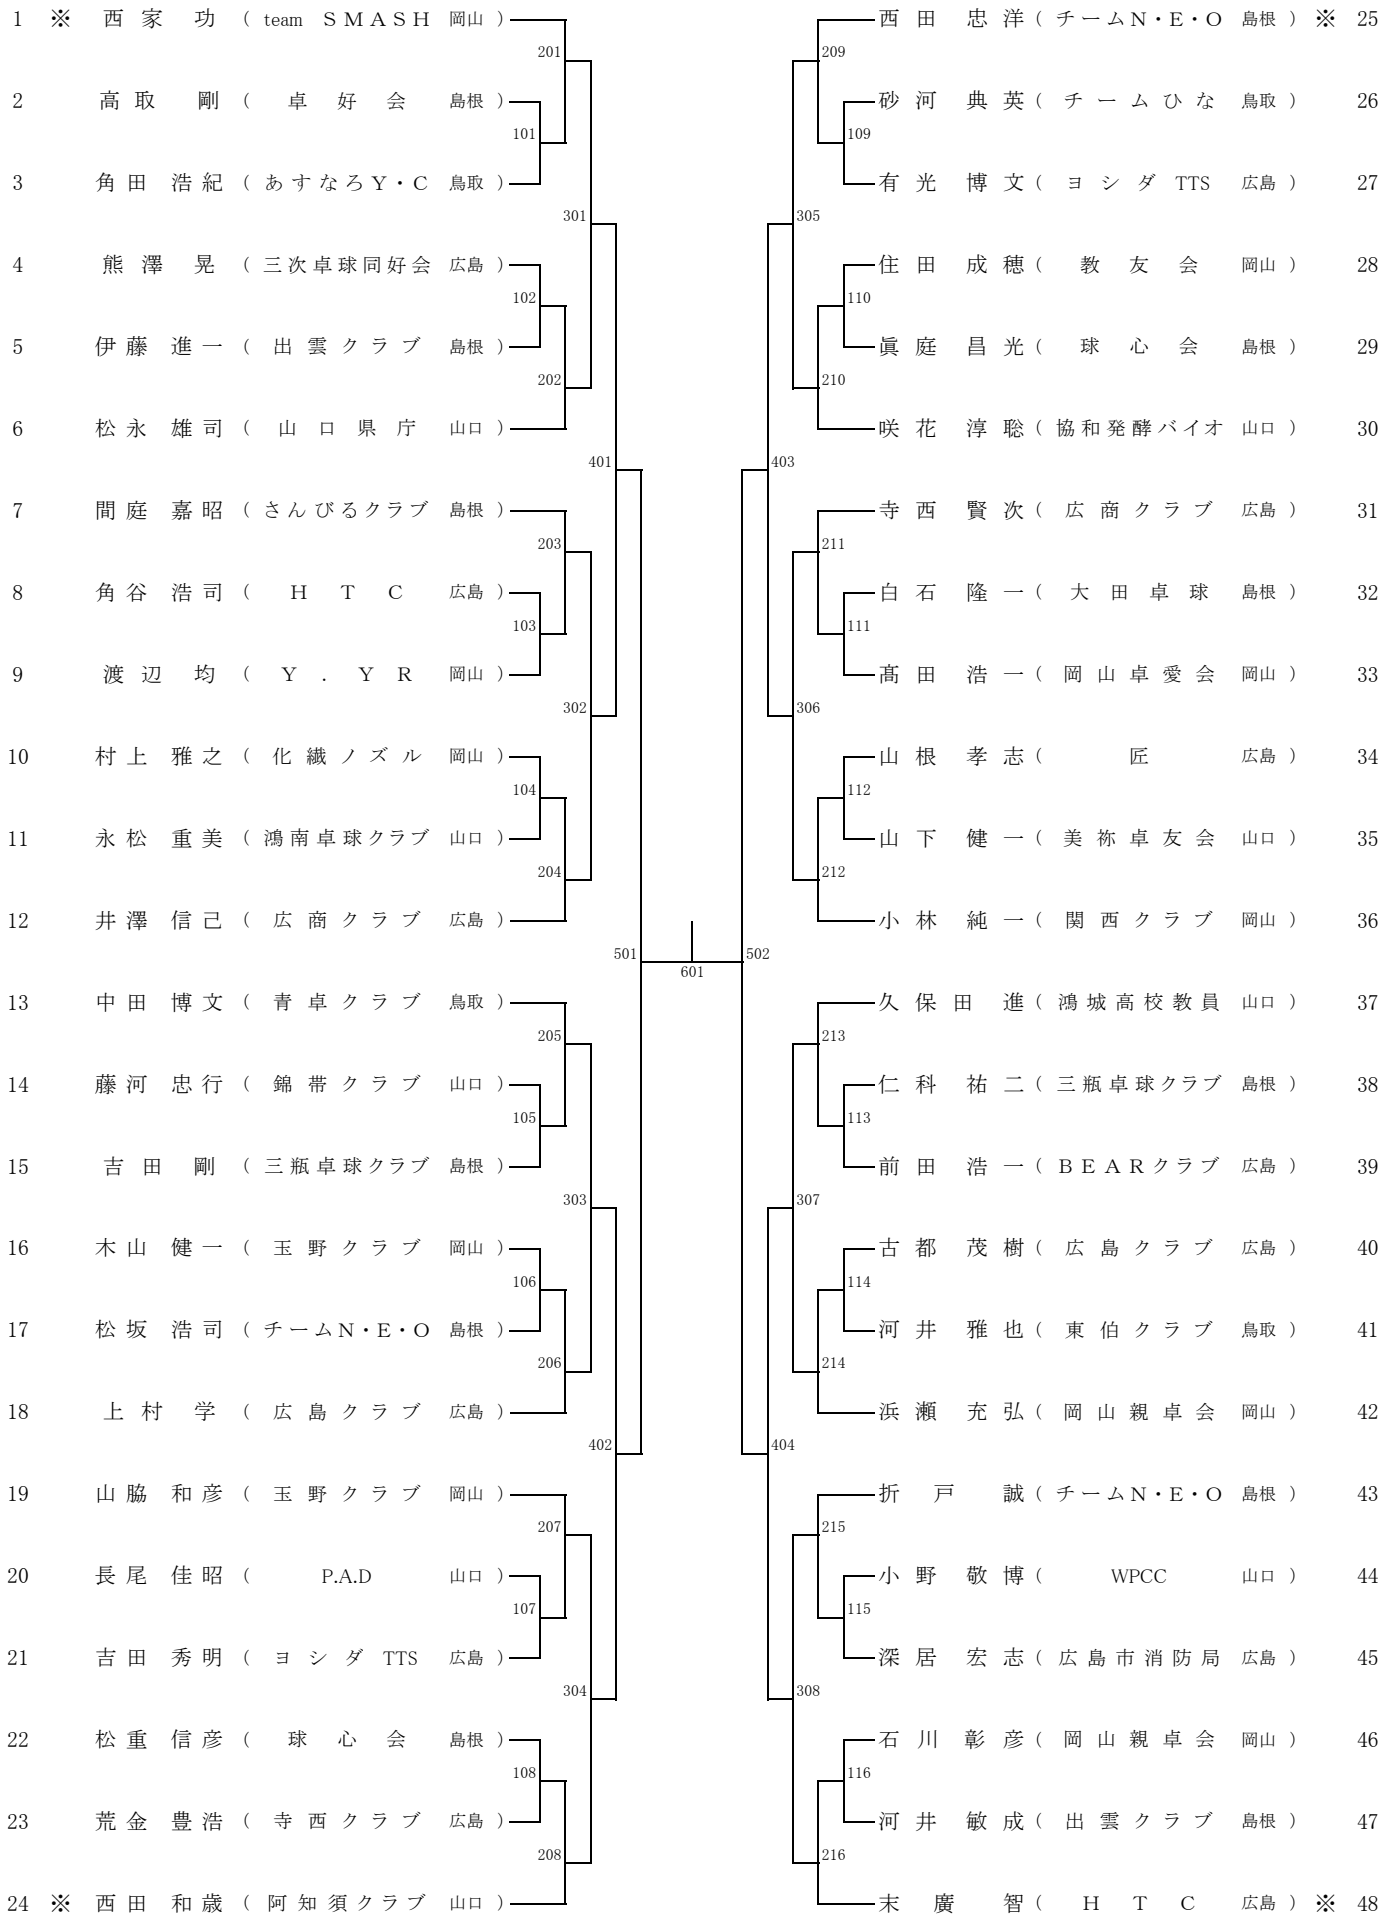 1 ※ 西家 功 ( team SMASH 岡山 ) 西田 忠洋 ( チームN・E・O 島根 ) ※ 25
201 209
2 高取 剛 ( 卓好会 島根 ) 砂河 典英 ( チームひな 鳥取 ) 26
101 109
3 角田 浩紀 ( あすなろY・C 鳥取 ) 有光 博文 ( ヨシダ TTS 広島 ) 27
301 305
4 熊澤 晃 ( 三次卓球同好会 広島 ) 住田 成穂 ( 教友会 岡山 ) 28
102 110
5 伊藤 進一 ( 出雲クラブ 島根 ) 眞庭 昌光 ( 球心会 島根 ) 29
202 210
6 松永 雄司 ( 山口県庁 山口 ) 咲花 淳聡 ( 協和発酵バイオ 山口 ) 30
401 403
7 間庭 嘉昭 ( さんびるクラブ 島根 ) 寺西 賢次 ( 広商クラブ 広島 ) 31
203 211
8 角谷 浩司 ( HTC 広島 ) 白石 隆一 ( 大田卓球 島根 ) 32
103 111
9 渡辺 均 ( Y.YR 岡山 ) 髙田 浩一 ( 岡山卓愛会 岡山 ) 33
302 306
10 村上 雅之 ( 化繊ノズル 岡山 ) 山根 孝志 ( 匠 広島 ) 34
104 112
11 永松 重美 ( 鴻南卓球クラブ 山口 ) 山下 健一 ( 美祢卓友会 山口 ) 35
204 212
12 井澤 信己 ( 広商クラブ 広島 ) 小林 純一 ( 関西クラブ 岡山 ) 36
501 502
601
13 中田 博文 ( 青卓クラブ 鳥取 ) 久保田 進 ( 鴻城高校教員 山口 ) 37
205 213
14 藤河 忠行 ( 錦帯クラブ 山口 ) 仁科 祐二 ( 三瓶卓球クラブ 島根 ) 38
105 113
15 吉田 剛 ( 三瓶卓球クラブ 島根 ) 前田 浩一 ( BEARクラブ 広島 ) 39
303 307
16 木山 健一 ( 玉野クラブ 岡山 ) 古都 茂樹 ( 広島クラブ 広島 ) 40
106 114
17 松坂 浩司 ( チームN・E・O 島根 ) 河井 雅也 ( 東伯クラブ 鳥取 ) 41
206 214
18 上村 学 ( 広島クラブ 広島 ) 浜瀬 充弘 ( 岡山親卓会 岡山 ) 42
402 404
19 山脇 和彦 ( 玉野クラブ 岡山 ) 折戸 誠 ( チームN・E・O 島根 ) 43
207 215
20 長尾 佳昭 ( P.A.D 山口 ) 小野 敬博 ( WPCC 山口 ) 44
107 115
21 吉田 秀明 ( ヨシダ TTS 広島 ) 深居 宏志 ( 広島市消防局 広島 ) 45
304 308
22 松重 信彦 ( 球心会 島根 ) 石川 彰彦 ( 岡山親卓会 岡山 ) 46
108 116
23 荒金 豊浩 ( 寺西クラブ 広島 ) 河井 敏成 ( 出雲クラブ 島根 ) 47
208 216
24 ※ 西田 和歳 ( 阿知須クラブ 山口 ) 末廣 智 ( HTC 広島 ) ※ 48